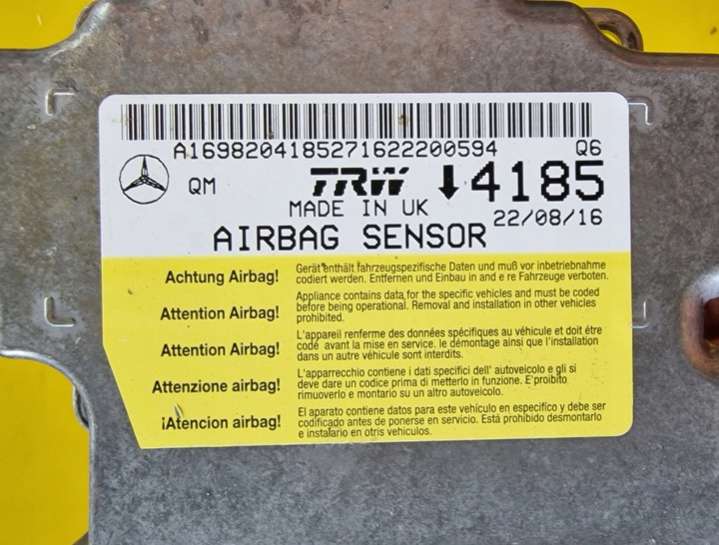 A1698204185271622200594 Q6
QM TRW 4185
MADE IN UK 22/08/16
AIRBAG SENSOR
Achtung Airbag!
Gerät enthält fahrzeugspezifische Daten und muß vor inbetriebnahme
codiert werden. Entfernen und Einbau in and e re Fahrzeuge verboten.
Attention Airbag!
Appliance contains data for the specific vehicles and must be coded
before being operational. Removal and installation in other vehicles
prohibited.
Attention Airbag!
L'appareil renferme des données spécifiques au véhicule et doit être
codé avant la mise en service. le démontage ainsi que l'installation
dans un autre véhicule sont interdits.
Attenzione airbag!
L'apparrecchio contiene i dati specifici dell' autoveicolo e gli si
deve dare un codice prima di metterlo in funzione. E'proibito
rimuoverlo e montario su un altro autoveicolo.
¡Atencion airbag!
El aparato contiene datos para este vehículo en especifico y debe ser
codificado antes de ponerse en servicio. Está prohibido desmontarlo
e instalario en otris vehiculos.